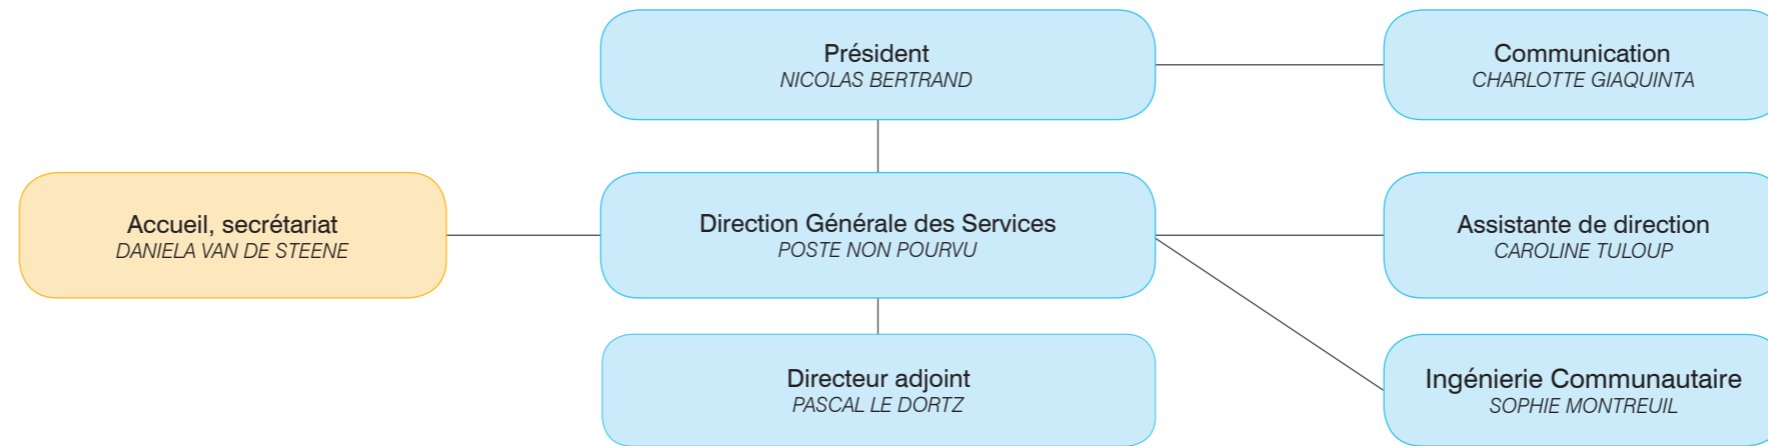 Président
NICOLAS BERTRAND
Communication
CHARLOTTE GIAQUINTA
Accueil, secrétariat
DANIELA VAN DE STEENE
Direction Générale des Services
POSTE NON POURVU
Assistante de direction
CAROLINE TULOUP
Directeur adjoint
PASCAL LE DORTZ
Ingénierie Communautaire
SOPHIE MONTREUIL